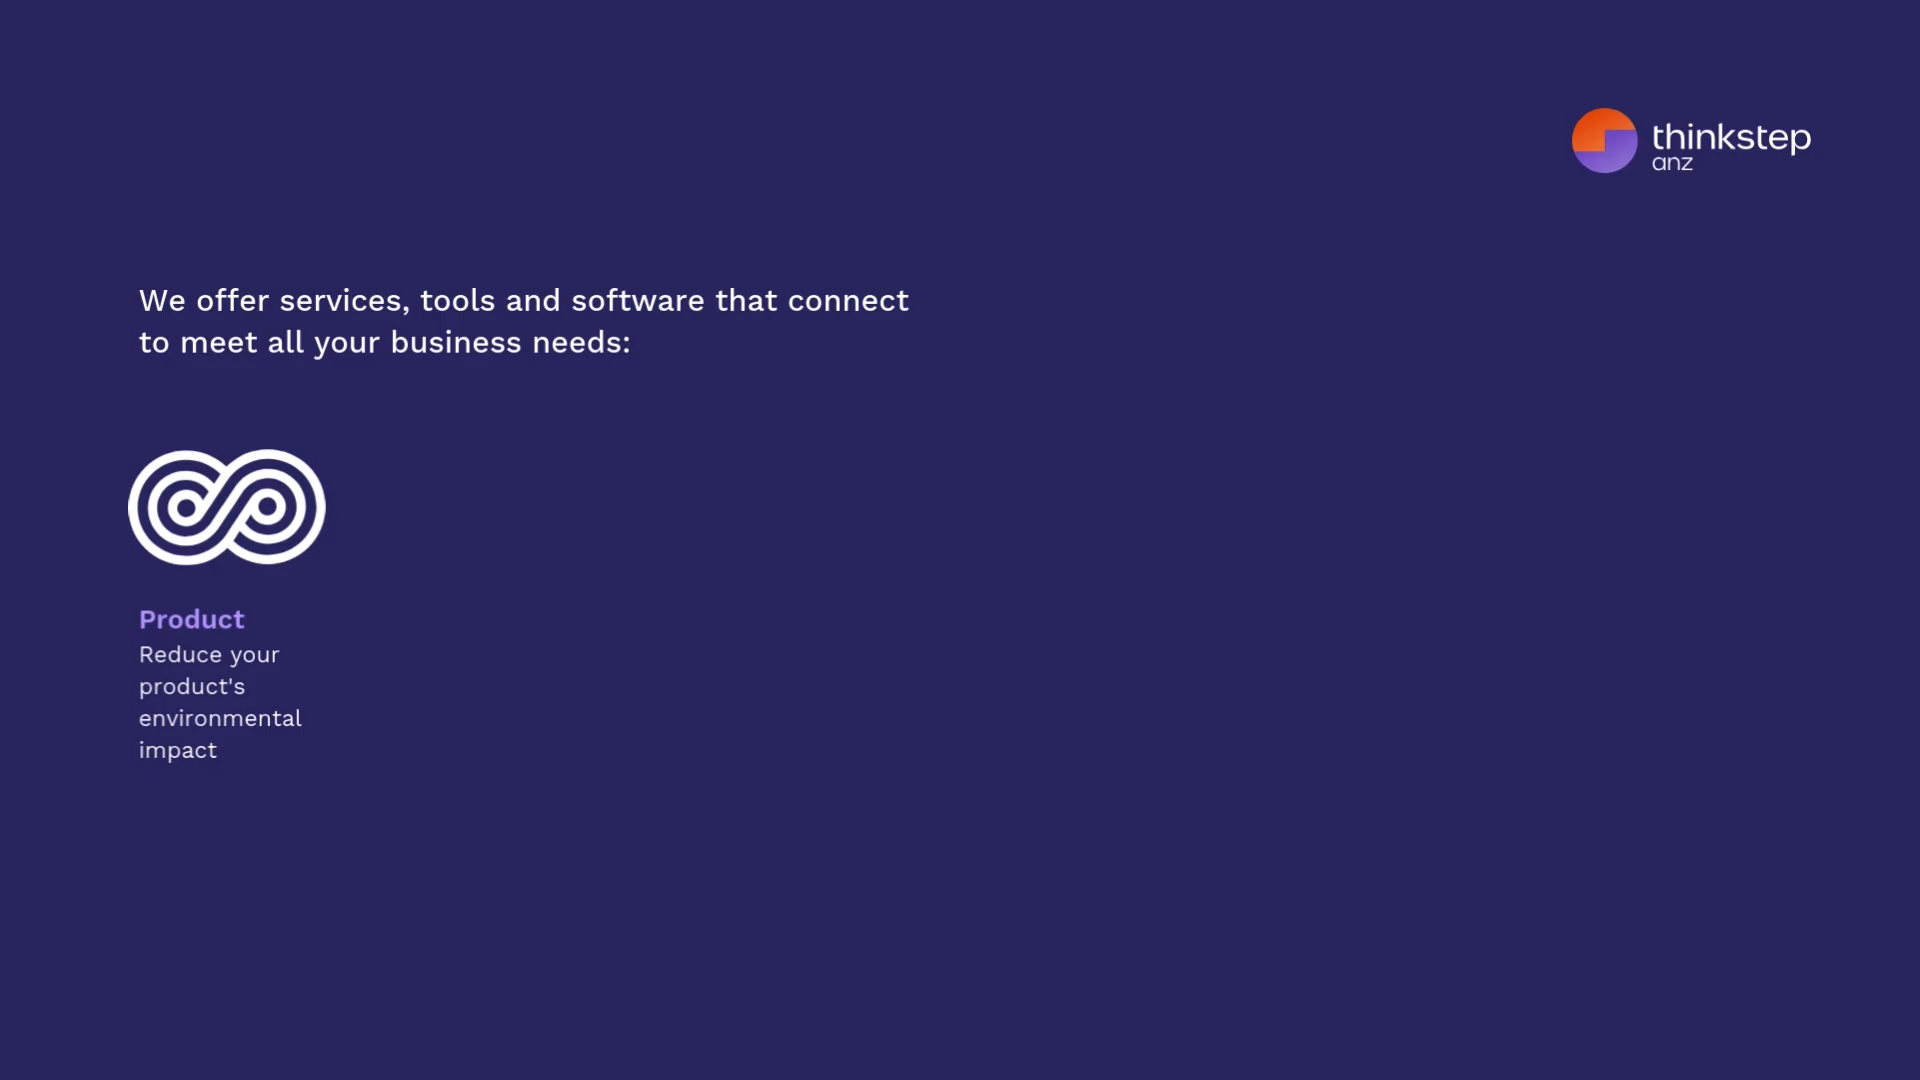 thinkstep
anz
We offer services, tools and software that connect
to meet all your business needs:
Product
Reduce your
product's
environmental
impact